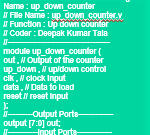 Name : up_down_counter
// File Name : up_down_counter.v
// Function : Up down counter
// Coder : Deepak Kumar Tala
//-----------------------------------------------------
module up_down_counter (
out , // Output of the counter
up_down , // up/down control
clk , // clock input
data , // Data to load
reset // reset input
);
//----------Output Ports--------------
output [7:0] out;
//------------Input Ports--------------